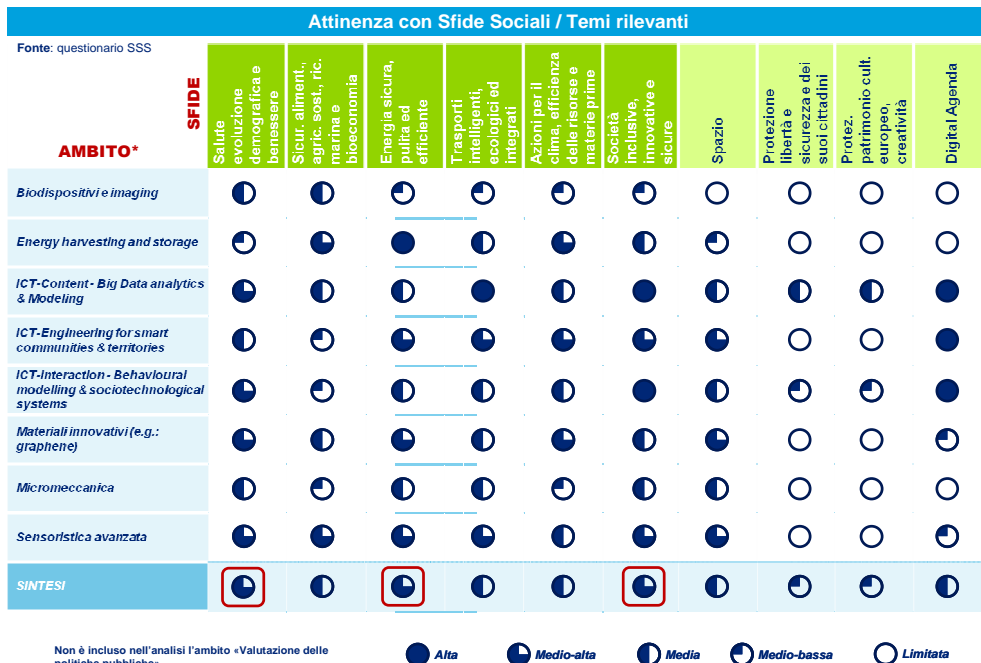 Attinenza con Sfide Sociali / Temi rilevanti
Fonte: questionario SSS
SFIDE
AMBITO*
Salute
evoluzione
demografica e
benessere
Sicur. aliment.,
agric. sost., ric.
marina e
bioeconomia
Energia sicura,
pulita ed
efficiente
Trasporti
intelligenti,
ecologici ed
integrati
Azioni per il
clima, efficienza
delle risorse e
materie prime
Società
inclusive,
innovative e
sicure
Spazio
Protezione
libertà e
sicurezza e dei
suoi cittadini
Protez.
patrimonio cult.
europeo,
creatività
Digital Agenda
Biodispositivi e imaging
Energy harvesting and storage
ICT-Content - Big Data analytics
& Modeling
ICT-Engineering for smart
communities & territories
ICT-Interaction - Behavioural
modelling & sociotechnological
systems
Materiali innovativi (e.g.:
graphene)
Micromeccanica
Sensoristica avanzata
SINTESI
Non è incluso nell'analisi l'ambito «Valutazione delle
politiche pubbliche»
Alta
Medio-alta
Media
Medio-bassa
Limitata